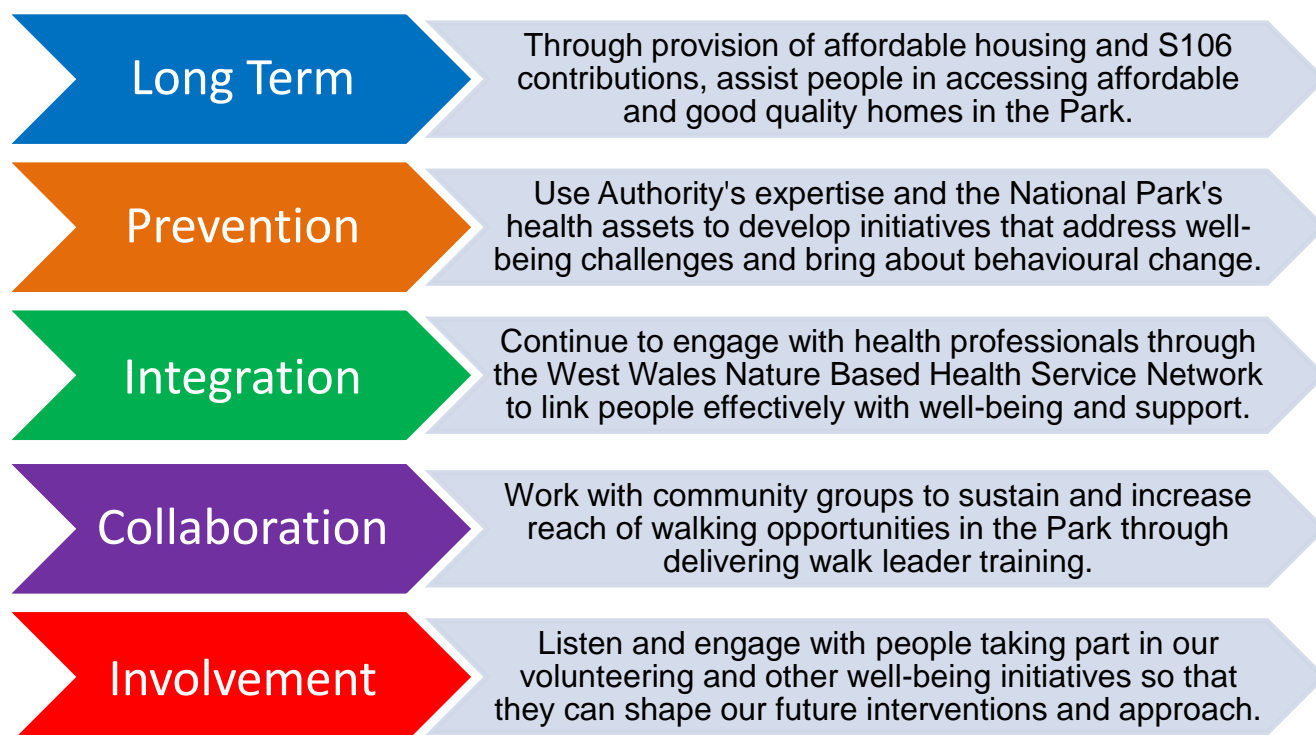 Long Term
Through provision of affordable housing and S106
contributions, assist people in accessing affordable
and good quality homes in the Park.
Prevention
Use Authority's expertise and the National Park's
health assets to develop initiatives that address well-
being challenges and bring about behavioural change.
Integration
Continue to engage with health professionals through
the West Wales Nature Based Health Service Network
to link people effectively with well-being and support.
Collaboration
Work with community groups to sustain and increase
reach of walking opportunities in the Park through
delivering walk leader training.
Involvement
Listen and engage with people taking part in our
volunteering and other well-being initiatives so that
they can shape our future interventions and approach.